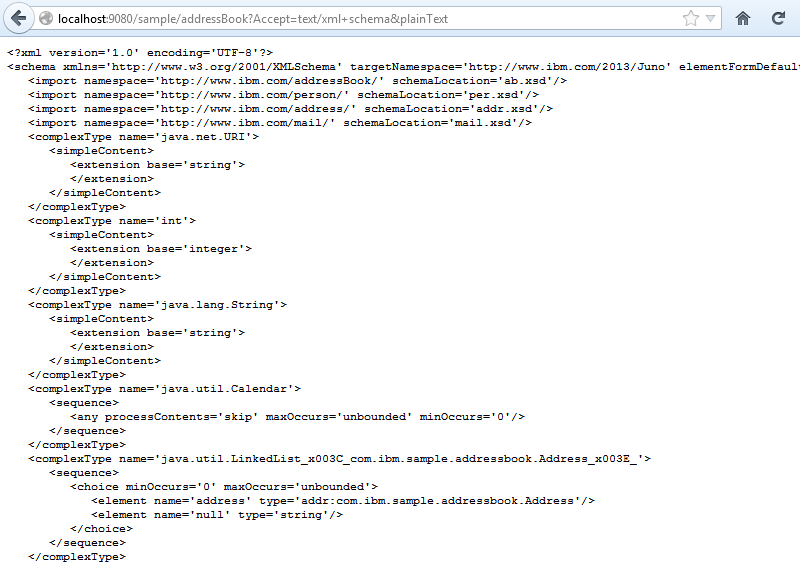 localhost:9080/sample/addressBook?Accept=text/xml+schema&plainText
<?xml version='1.0' encoding='UTF-8'?>
<schema xmlns='http://www.w3.org/2001/XMLSchema' targetNamespace='http://www.ibm.com/2013/Juno' elementFormDefaul
<import namespace='http://www.ibm.com/addressBook/' schemaLocation='ab.xsd'/>
<import namespace='http://www.ibm.com/person/' schemaLocation='per.xsd'/>
<import namespace='http://www.ibm.com/address/' schemaLocation='addr.xsd'/>
<import namespace='http://www.ibm.com/mail/' schemaLocation='mail.xsd'/>
<complexType name='java.net.URI'>
<simpleContent>
<extension base='string'>
</extension>
</simpleContent>
</complexType>
<complexType name='int'>
<simpleContent>
<extension base='integer'>
</extension>
</simpleContent>
</complexType>
<complexType name='java.lang.String'>
<simpleContent>
<extension base='string'>
</extension>
</simpleContent>
</complexType>
<complexType name='java.util.Calendar'>
<sequence>
<any processContents='skip' maxOccurs='unbounded' minOccurs='0'/>
</sequence>
</complexType>
<complexType name='java.util.LinkedList_x003C_com.ibm.sample.addressbook.Address_x003E_'>
<sequence>
<choice minOccurs='0' maxOccurs='unbounded'>
<element name='address' type='addr:com.ibm.sample.addressbook.Address'/>
<element name='null' type='string'/>
</choice>
</sequence>
</complexType>